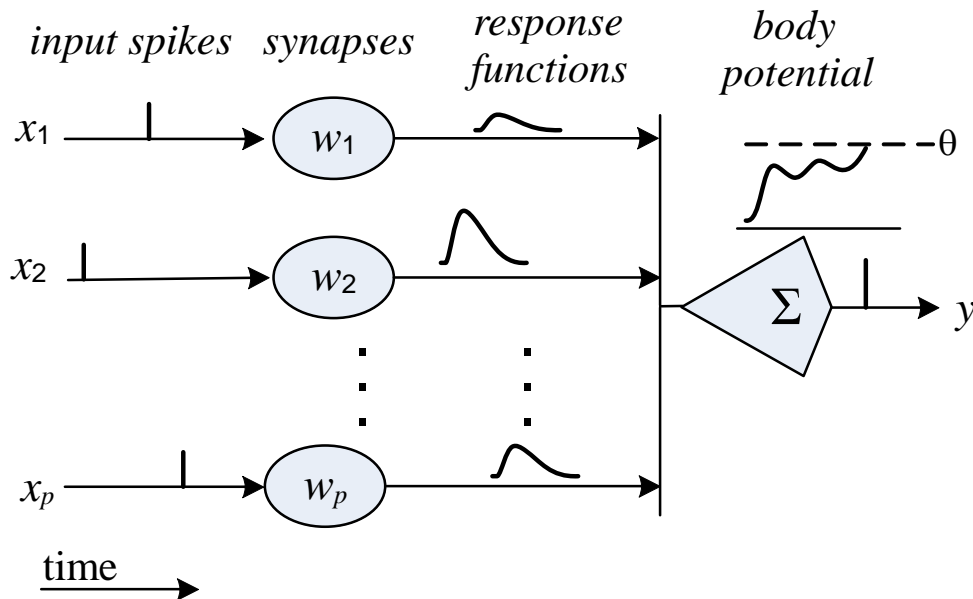 input spikes
synapses
response
functions
body
potential
x1
w1
θ
x2
w2
Σ
y
xp
wp
time